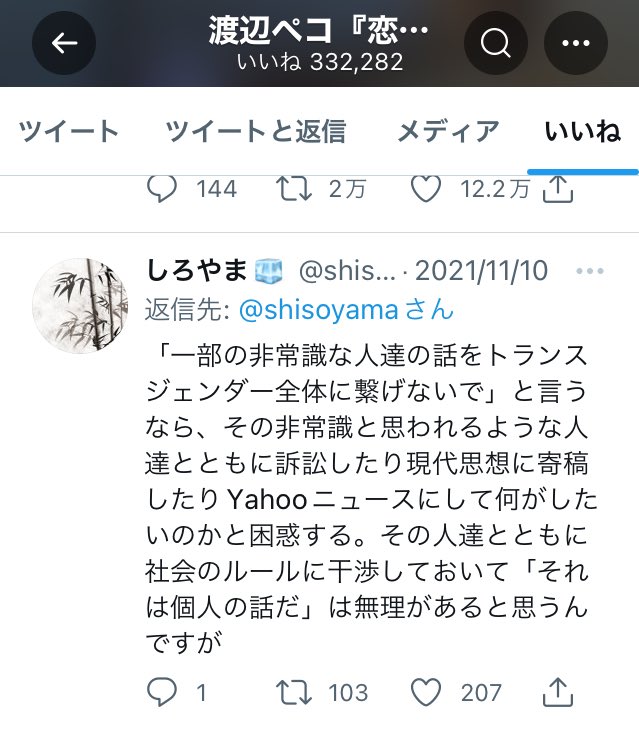 渡辺ペコ『恋…
いいね 332,282
ツイート ツイートと返信 メディア いいね
144 2万 12.2万
しろやま🧊 @shis... · 2021/11/10
返信先: @shisoyamaさん
「一部の非常識な人達の話をトランス
ジェンダー全体に繋げないで」と言う
なら、その非常識と思われるような人
達とともに訴訟したり現代思想に寄稿
したりYahooニュースにして何がした
いのかと困惑する。その人達とともに
社会のルールに干渉しておいて「それ
は個人の話だ」は無理があると思うん
ですが
1 103 207